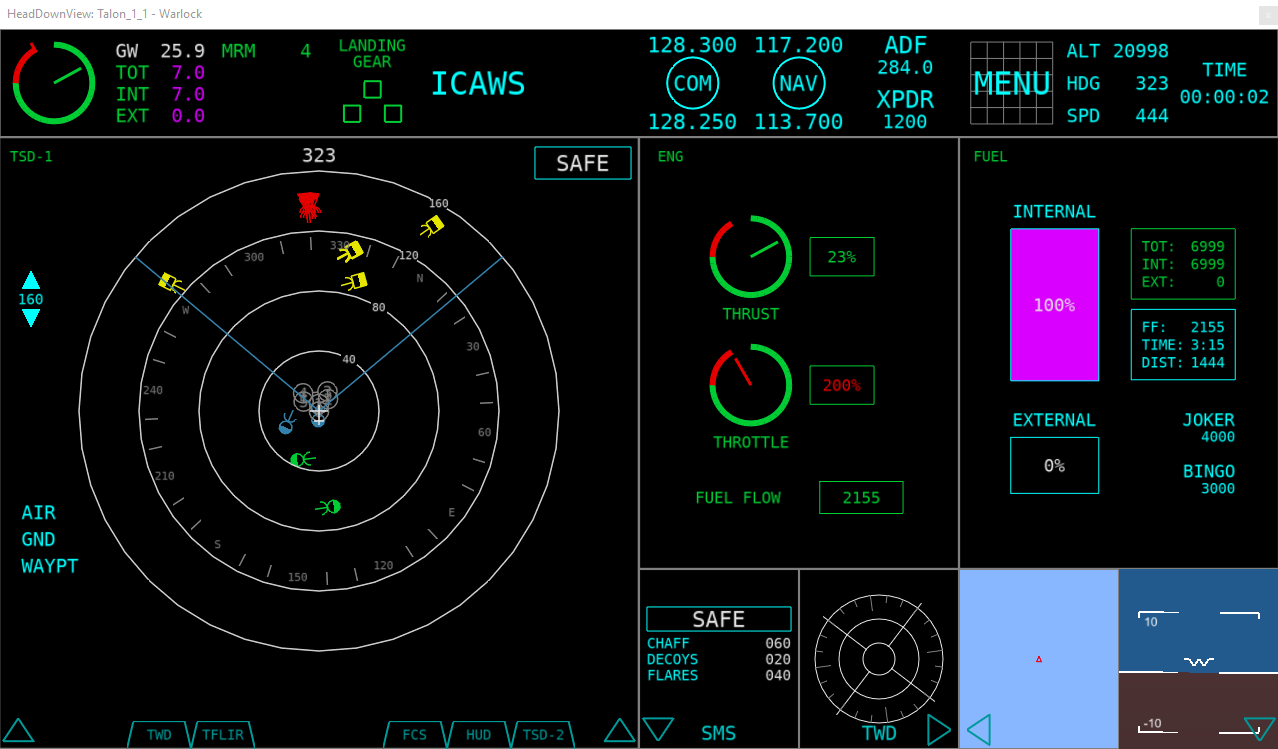 HeadDownView: Talon_1_1 - Warlock
x
GW 25.9 MRM 4
TOT 7.0
INT 7.0
EXT 0.0
LANDING
GEAR
ICAWS
128.300 117.200
COM NAV
128.250 113.700
ADF
284.0
XPDR
1200
MENU
ALT 20998
HDG 323
SPD 444
TIME
00:00:02
TSD-1
323
SAFE
160
120
80
40
330
300
N
W
30
240
60
210
E
S
120
150
160
AIR
GND
WAYPT
TWD
TFLIR
FCS
HUD
TSD-2
ENG
23%
THRUST
200%
THROTTLE
FUEL FLOW 2155
FUEL
INTERNAL
100%
TOT: 6999
INT: 6999
EXT: 0
FF: 2155
TIME: 3:15
DIST: 1444
EXTERNAL
0%
JOKER
4000
BINGO
3000
SAFE
CHAFF 060
DECOYS 020
FLARES 040
SMS
TWD
10
-10